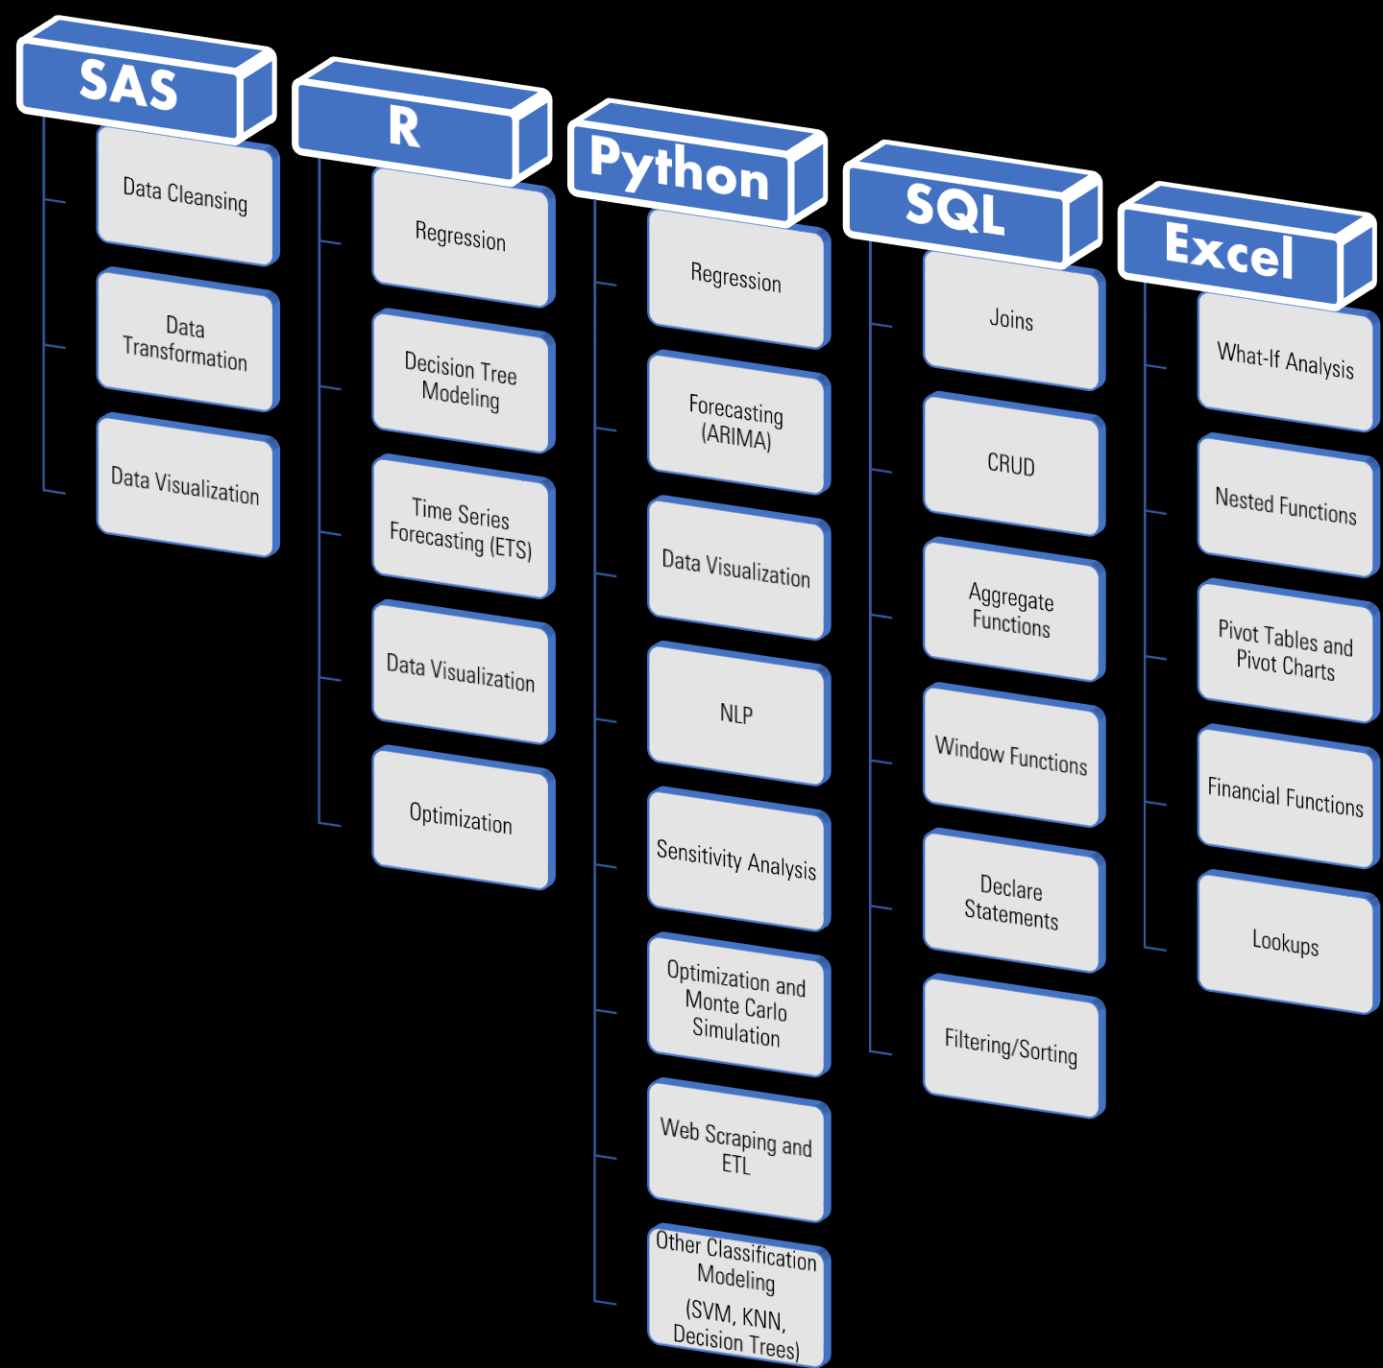 SAS
Data Cleansing
Data
Transformation
Data Visualization
R
Regression
Decision Tree
Modeling
Time Series
Forecasting (ETS)
Data Visualization
Optimization
Python
Regression
Forecasting
(ARIMA)
Data Visualization
NLP
Sensitivity Analysis
Optimization and
Monte Carlo
Simulation
Web Scraping and
ETL
Other Classification
Modeling
(SVM, KNN,
Decision Trees)
SQL
Joins
CRUD
Aggregate
Functions
Window Functions
Declare
Statements
Filtering/Sorting
Excel
What-If Analysis
Nested Functions
Pivot Tables and
Pivot Charts
Financial Functions
Lookups